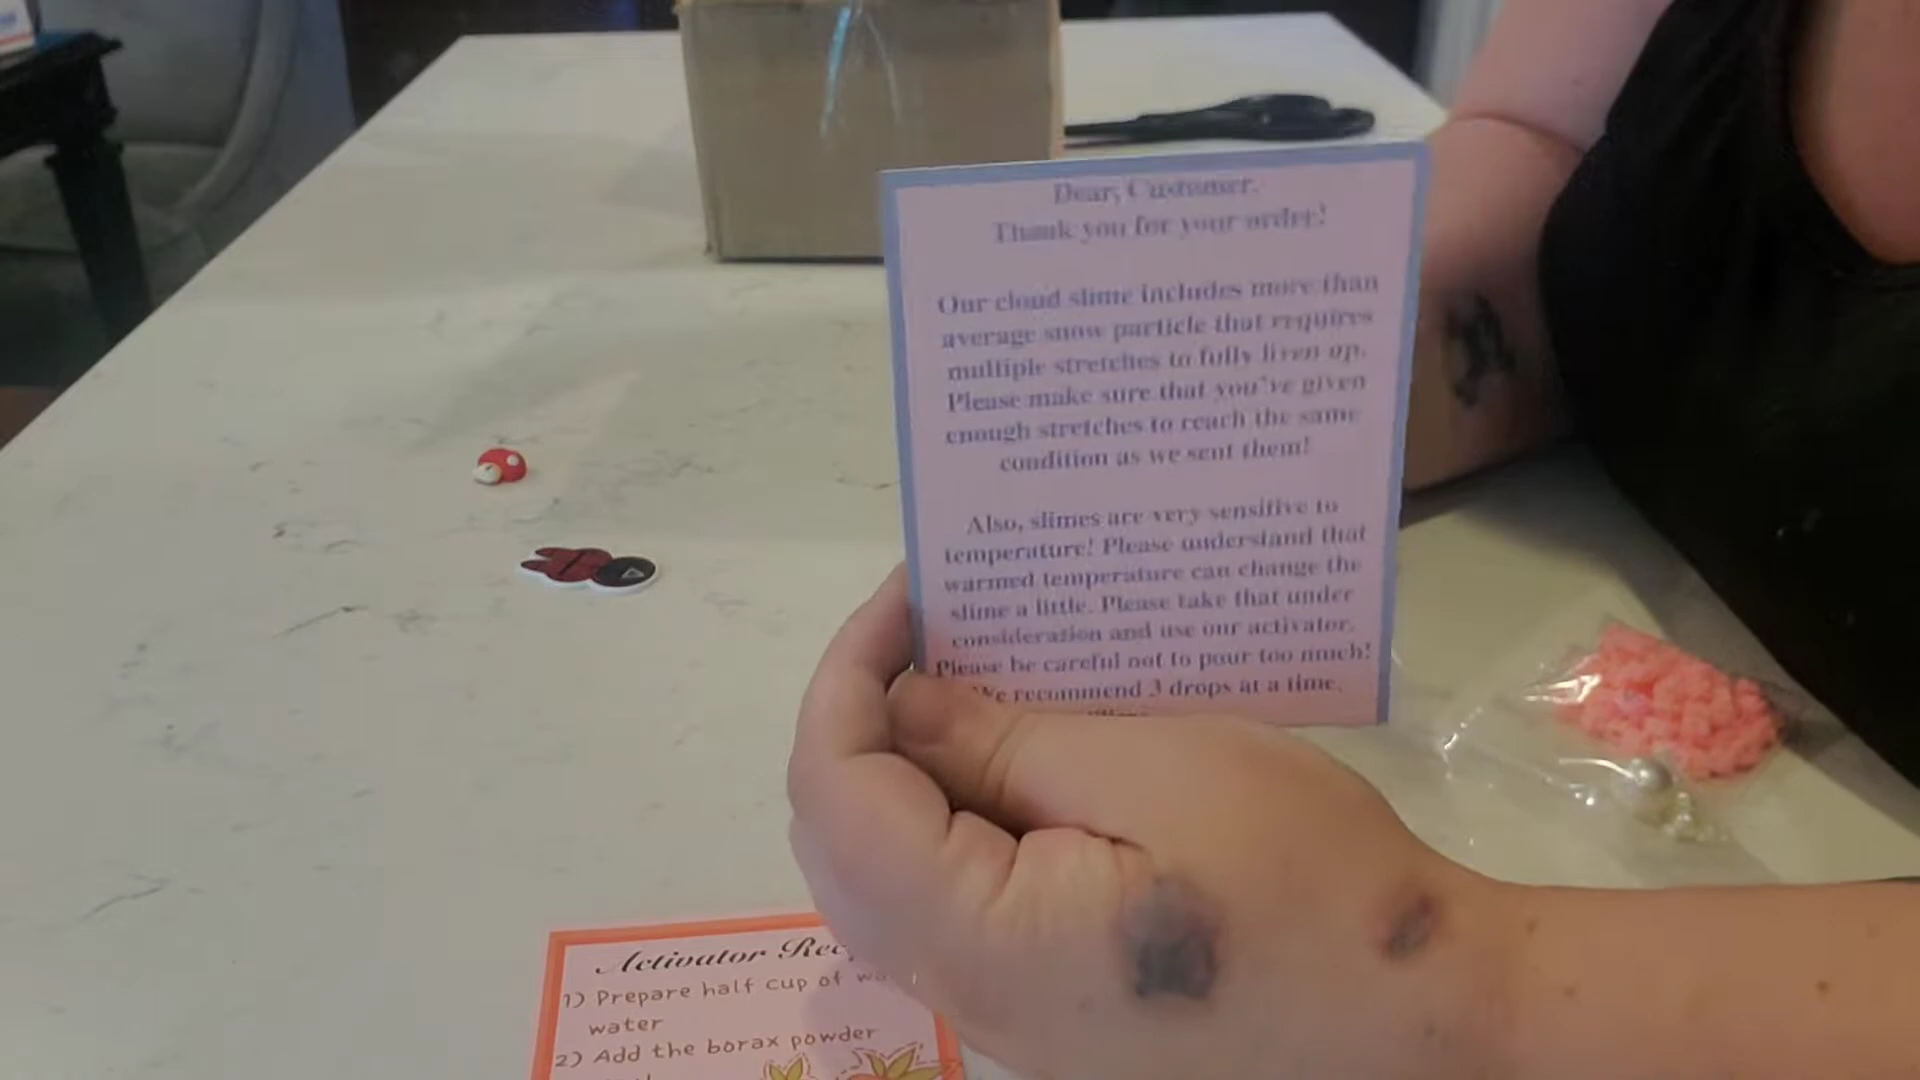 Dear, Customer.
Thank you for your order!
Our cloud slime includes more than
average snow particle that requires
multiple stretches to fully liven up.
Please make sure that you've given
enough stretches to reach the same
condition as we sent them!
Also, slimes are very sensitive to
temperature! Please understand that
warmed temperature can change the
slime a little. Please take that under
consideration and use our activator.
Please be careful not to pour too much!
We recommend 3 drops at a time.
Activator
1) Prepare half cup of
water
2) Add the borax powder